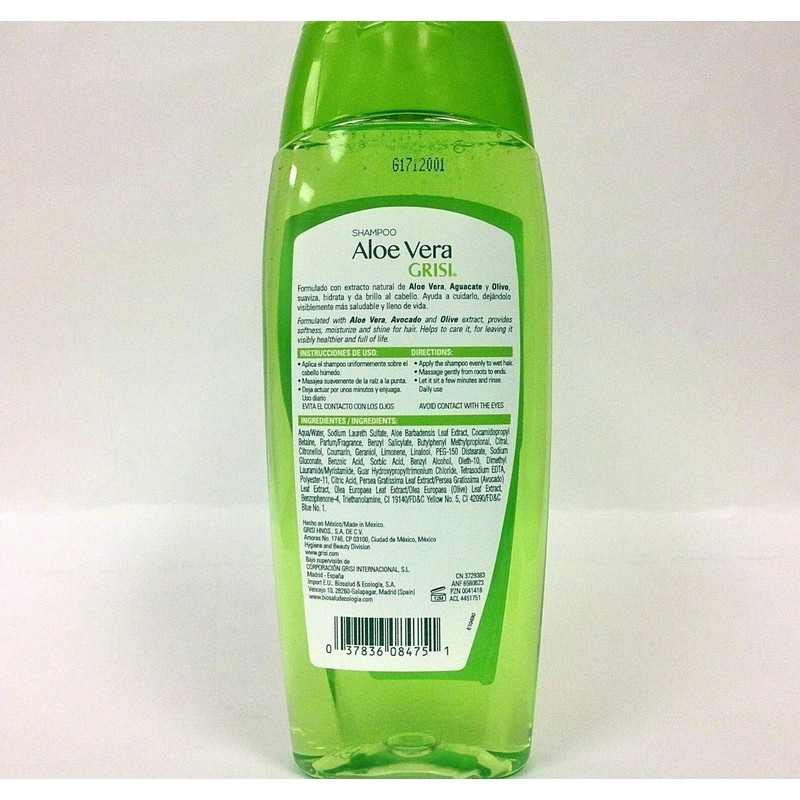 G1712001
SHAMPOO
Aloe Vera
GRISI®
Formulado con extracto natural de Aloe Vera, Aguacate y Olivo,
suaviza, hidrata y da brillo al cabello. Ayuda a cuidarlo, dejándolo
visiblemente más saludable y lleno de vida.
Formulated with Aloe Vera, Avocado and Olive extract, provides
softness, moisturize and shine for hair. Helps to care it, for leaving it
visibly healthier and full of life.
INSTRUCCIONES DE USO:
• Aplica el shampoo uniformemente sobre el
cabello húmedo.
• Masajea suavemente de la raíz a la punta.
• Deja actuar por unos minutos y enjuaga.
Uso diario
EVITA EL CONTACTO CON LOS OJOS
DIRECTIONS:
• Apply the shampoo evenly to wet hair.
• Massage gently from roots to ends.
• Let it sit a few minutes and rinse.
Daily use
AVOID CONTACT WITH THE EYES
INGREDIENTES / INGREDIENTS:
Aqua/Water, Sodium Laureth Sulfate, Aloe Barbadensis Leaf Extract, Cocamidopropyl
Betaine, Parfum/Fragrance, Benzyl Salicylate, Butylphenyl Methylpropional, Citral,
Citronellol, Coumarin, Geraniol, Limonene, Linalool, PEG-150 Distearate, Sodium
Gluconate, Benzoic Acid, Sorbic Acid, Benzyl Alcohol, Oleth-10, Dimethyl
Lauramide/Myristamide, Guar Hydroxypropyltrimonium Chloride, Tetrasodium EDTA,
Polyester-11, Citric Acid, Persea Gratissima Leaf Extract/Persea Gratissima (Avocado)
Leaf Extract, Olea Europaea Leaf Extract/Olea Europaea (Olive) Leaf Extract,
Benzophenone-4, Triethanolamine, CI 19140/FD&C Yellow No. 5, CI 42090/FD&C
Blue No. 1.
Hecho en México/Made in Mexico.
GRISI HNOS., S.A. DE C.V.
Amores No. 1746, CP 03100, Ciudad de México, México
Hygiene and Beauty Division
www.grisi.com
Bajo supervisión de
CORPORACIÓN GRISI INTERNACIONAL, S.L.
Madrid - España
Import E.U., Biosalud & Ecología, S.A.
Vencejo 10, 28260-Galapagar, Madrid (Spain)
www.biosaludecologia.com
12M
CN 3729383
ANF 6560623
PZN 0041418
ACL 4451751
0 37836 08475 1